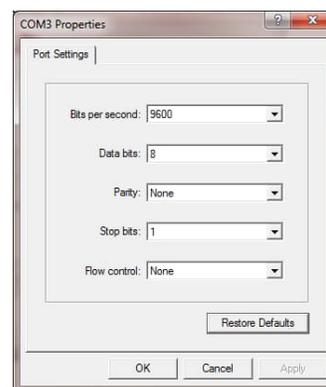 COM3 Properties
Port Settings
Bits per second: 9600
Data bits: 8
Parity: None
Stop bits: 1
Flow control: None
Restore Defaults
OK Cancel Apply